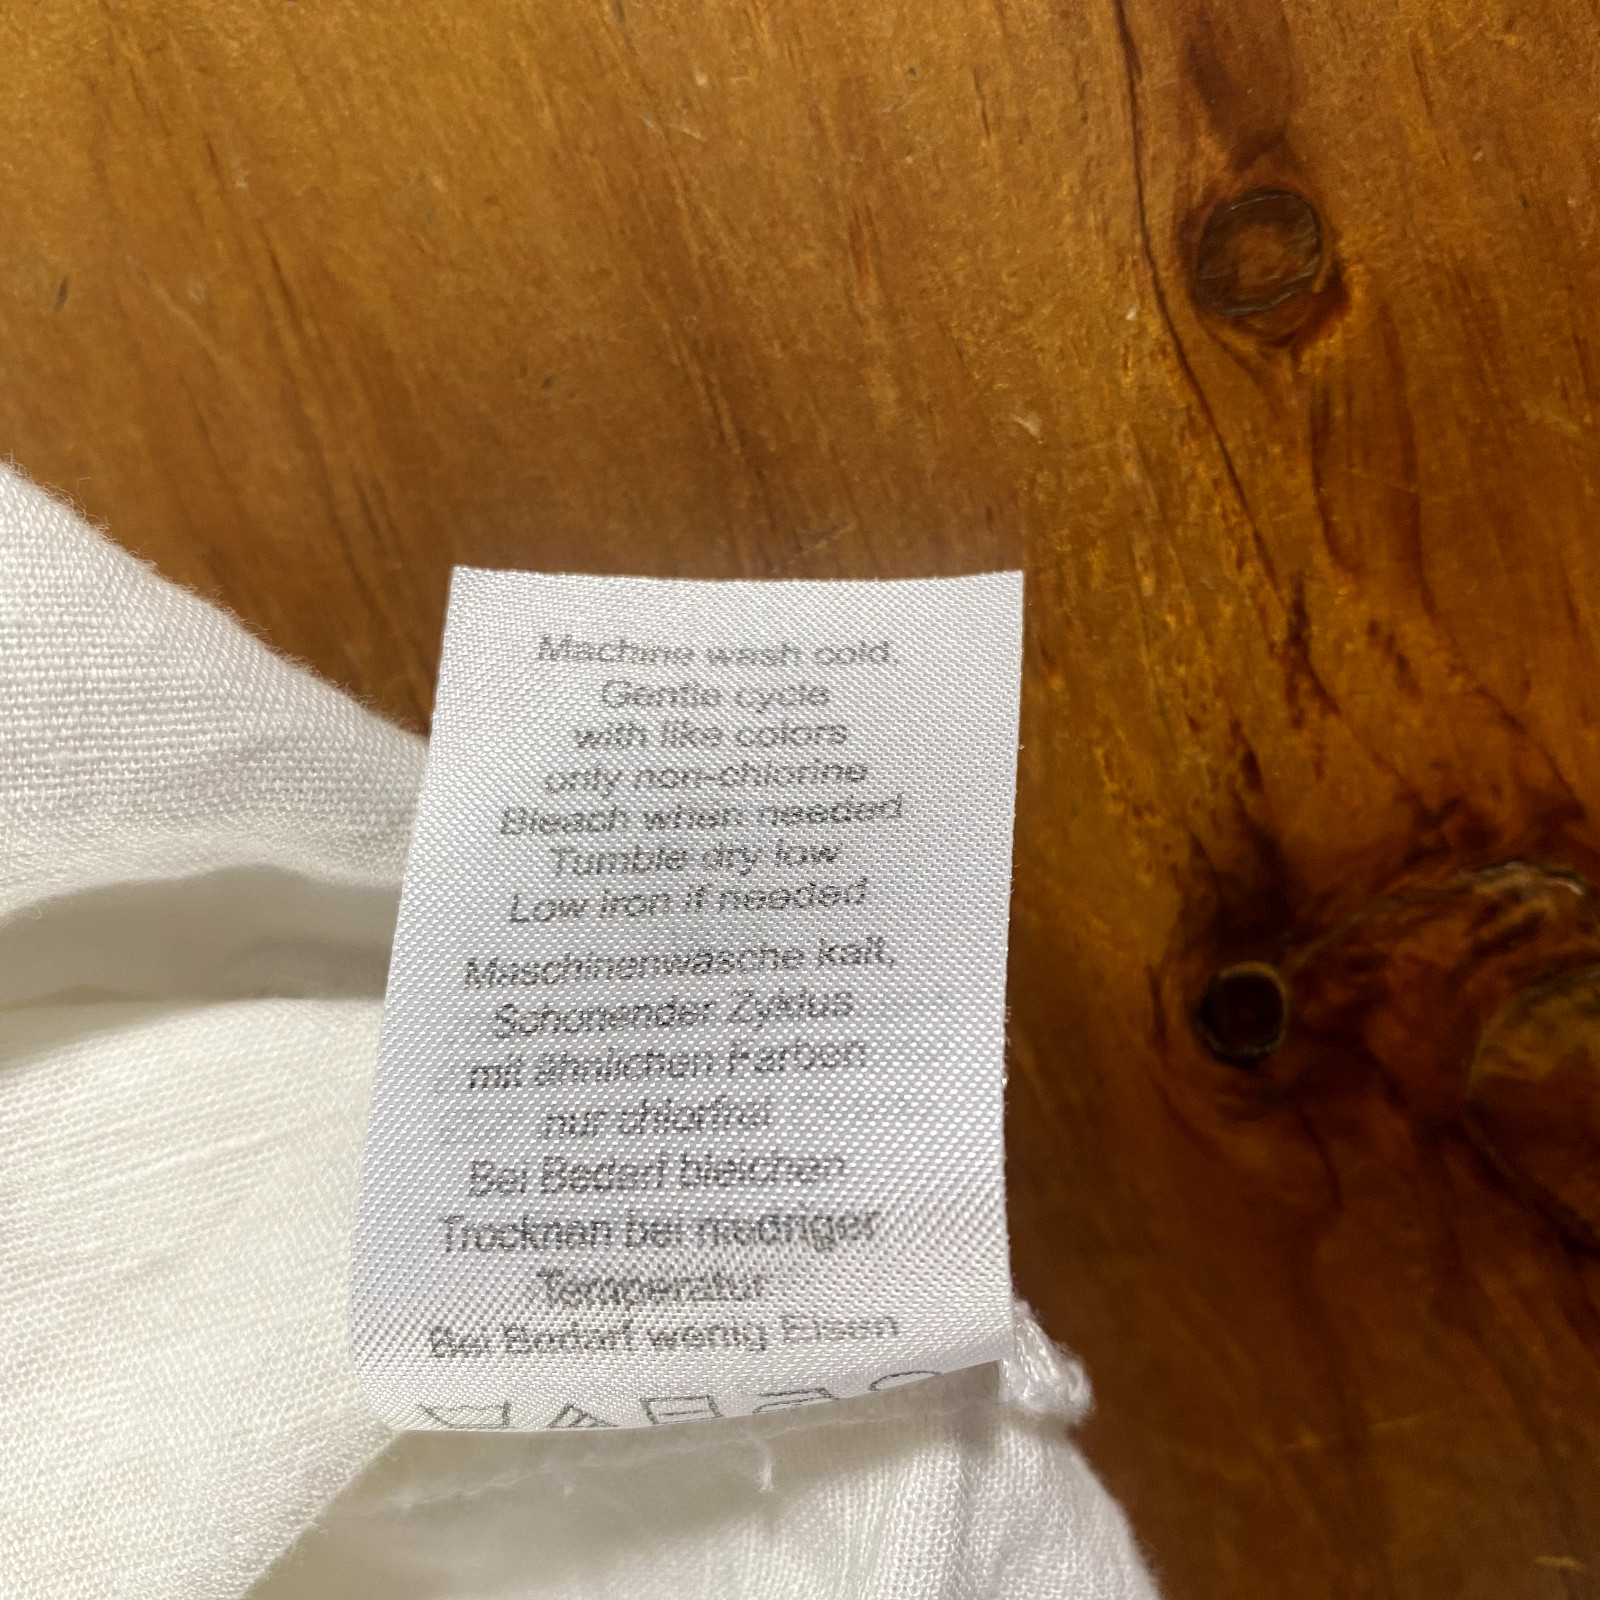 Machine wash cold,
Gentle cycle
with like colors
only non-chlorine
Bleach when needed
Tumble dry low
Low iron if needed
Maschinenwäsche kalt,
Schonender Zyklus
mit ähnlichen Farben
nur chlorfrei
Bei Bedarf bleichen
Trocknen bei niedriger
Temperatur
Bei Bedarf wenig Eisen